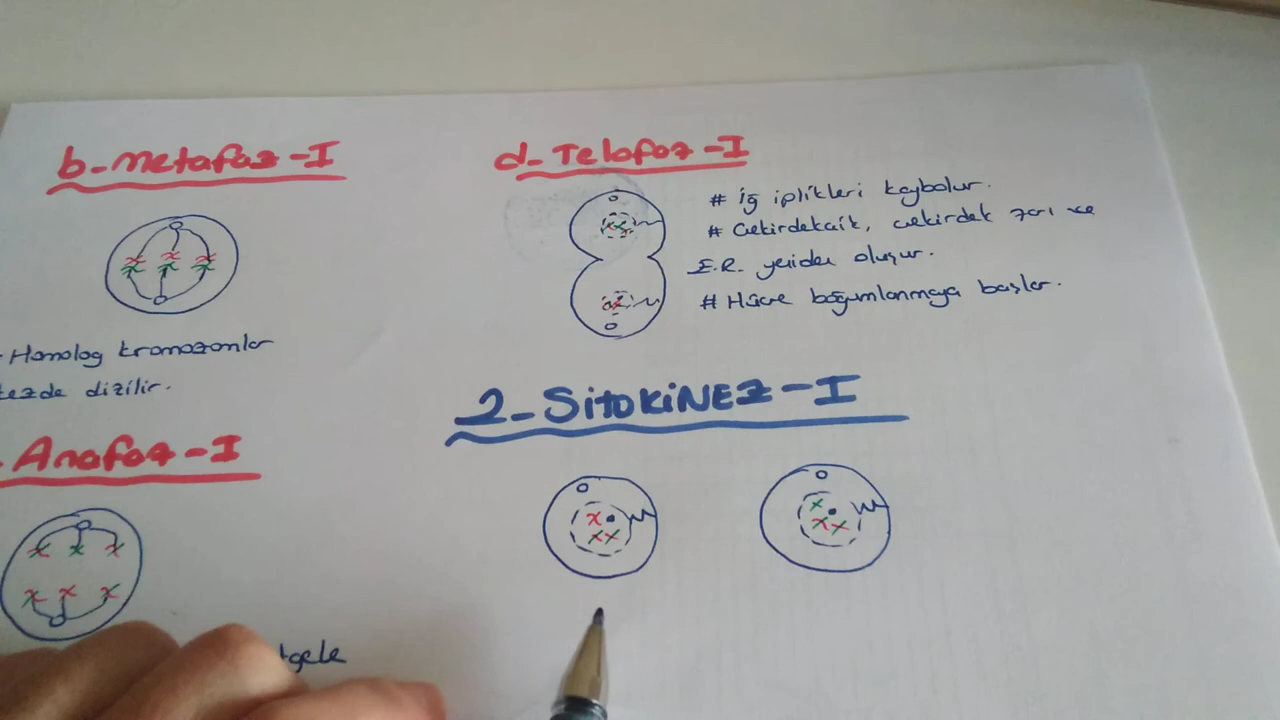 b-Metafaz-I
Homolog kromozomlar
dizilir.
Anafaz-I
d-Telofaz-I
# İğ iplikleri kaybolur.
# Çekirdekcik, çekirdek zarı ve
E.R. yeniden oluşur.
# Hücre boğumlanmaya başlar.
2-SİTOKİNEZ-I